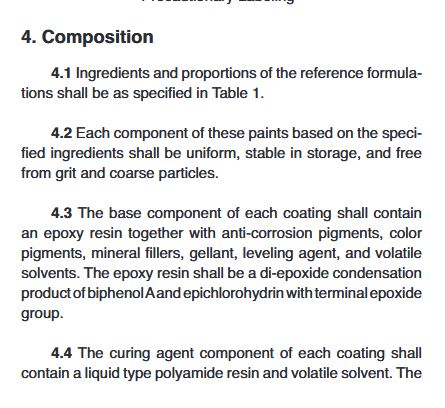 4. Composition
4.1 Ingredients and proportions of the reference formula-
tions shall be as specified in Table 1.
4.2 Each component of these paints based on the speci-
fied ingredients shall be uniform, stable in storage, and free
from grit and coarse particles.
4.3 The base component of each coating shall contain
an epoxy resin together with anti-corrosion pigments, color
pigments, mineral fillers, gellant, leveling agent, and volatile
solvents. The epoxy resin shall be a di-epoxide condensation
product of biphenol A and epichlorohydrin with terminal epoxide
group.
4.4 The curing agent component of each coating shall
contain a liquid type polyamide resin and volatile solvent. The